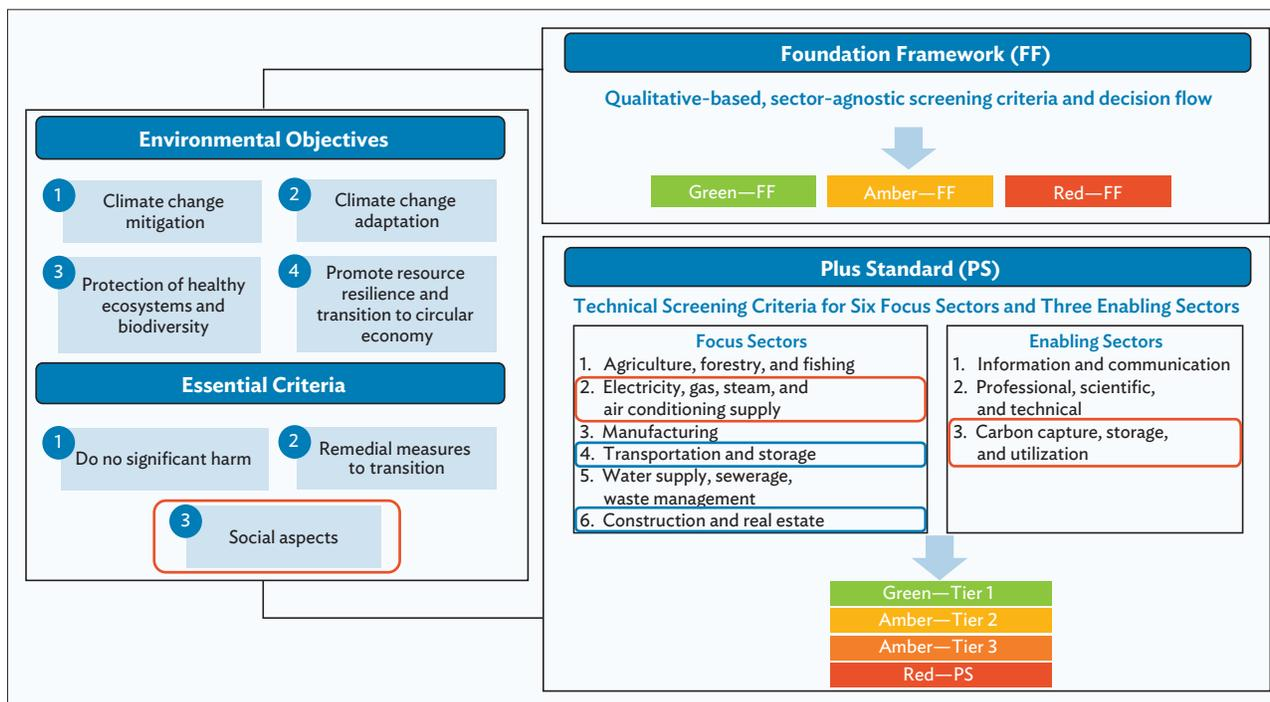 Environmental Objectives
1
Climate change
mitigation
2
Climate change
adaptation
3
Protection of healthy
ecosystems and
biodiversity
4
Promote resource
resilience and
transition to circular
economy
Essential Criteria
1
Do no significant harm
2
Remedial measures
to transition
3
Social aspects
Foundation Framework (FF)
Qualitative-based, sector-agnostic screening criteria and decision flow
Green—FF
Amber—FF
Red—FF
Plus Standard (PS)
Technical Screening Criteria for Six Focus Sectors and Three Enabling Sectors
Focus Sectors
1. Agriculture, forestry, and fishing
2. Electricity, gas, steam, and
air conditioning supply
3. Manufacturing
4. Transportation and storage
5. Water supply, sewerage,
waste management
6. Construction and real estate
Enabling Sectors
1. Information and communication
2. Professional, scientific,
and technical
3. Carbon capture, storage,
and utilization
Green—Tier 1
Amber—Tier 2
Amber—Tier 3
Red—PS